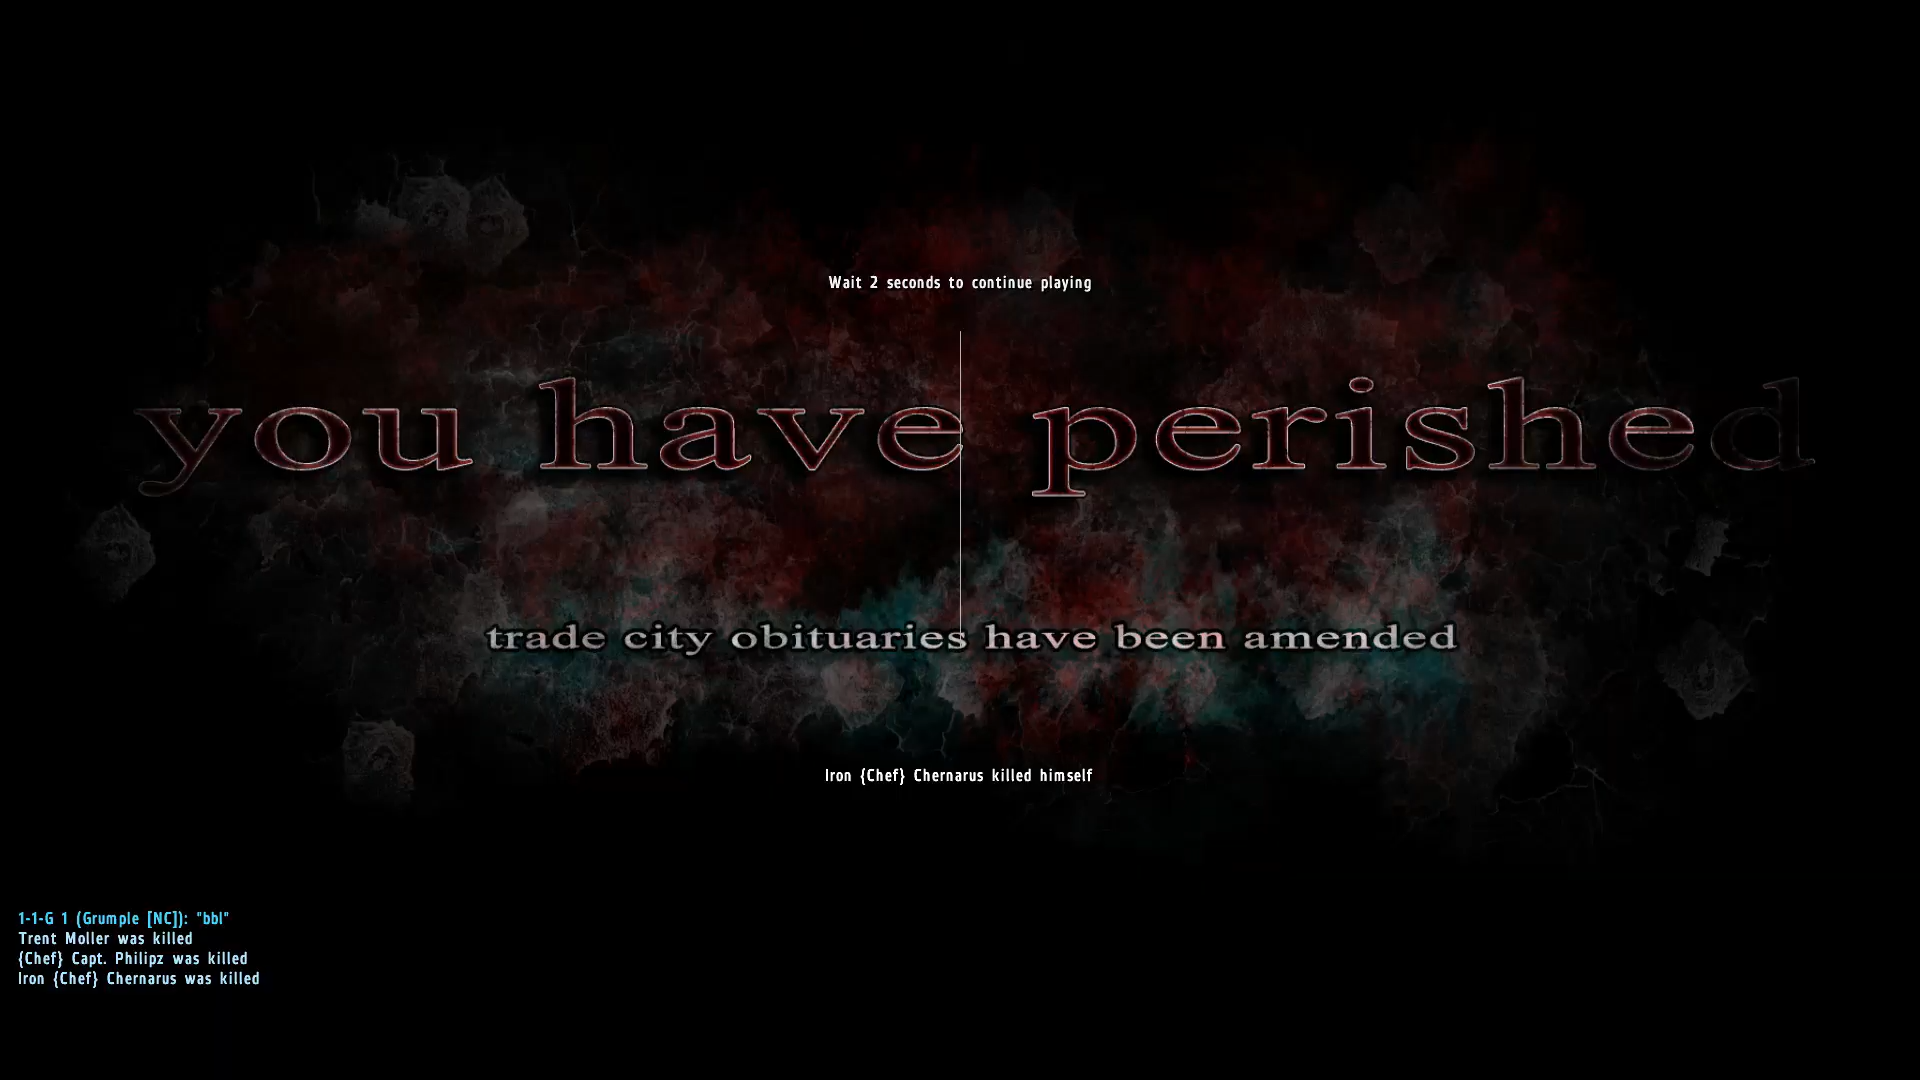 Wait 2 seconds to continue playing
you have perished
trade city obituaries have been amended
Iron {Chef} Chernarus killed himself
1-1-G 1 (Grumple [NC]): "bbl"
Trent Moller was killed
{Chef} Capt. Philipz was killed
Iron {Chef} Chernarus was killed